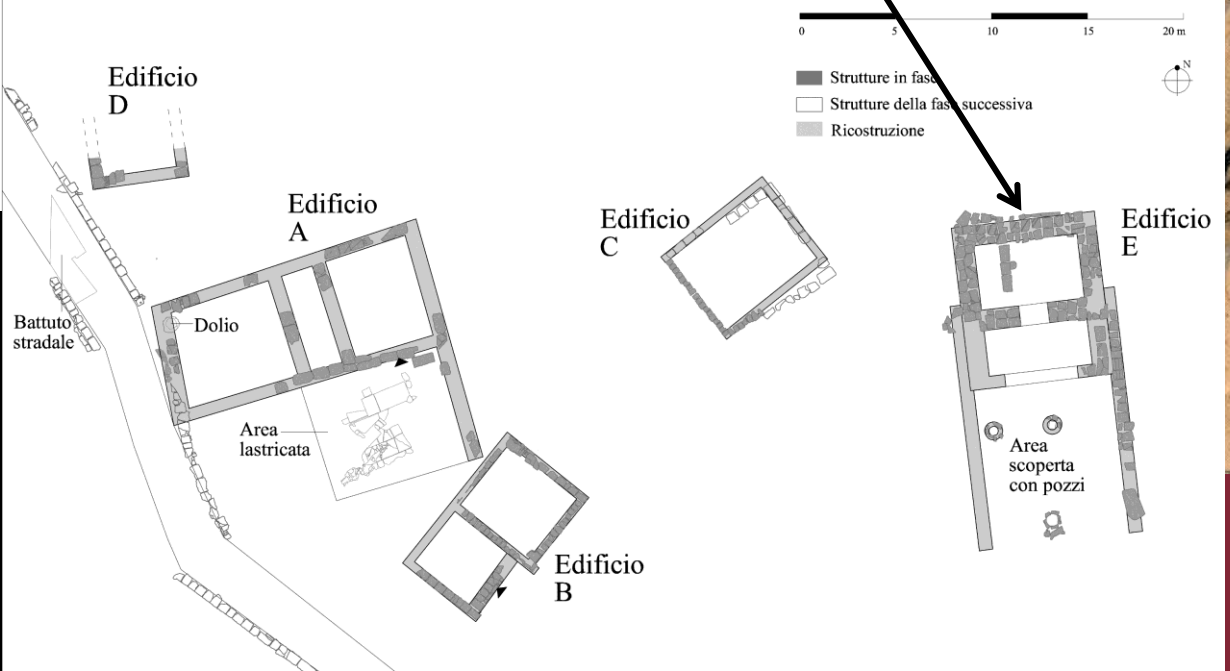 0 5 10 15 20 m
N
Strutture in fase
Strutture della fase successiva
Ricostruzione
Edificio
D
Edificio
A
Edificio
C
Edificio
E
Battuto
stradale
Dolio
Area
lastricata
Area
scoperta
con pozzi
Edificio
B